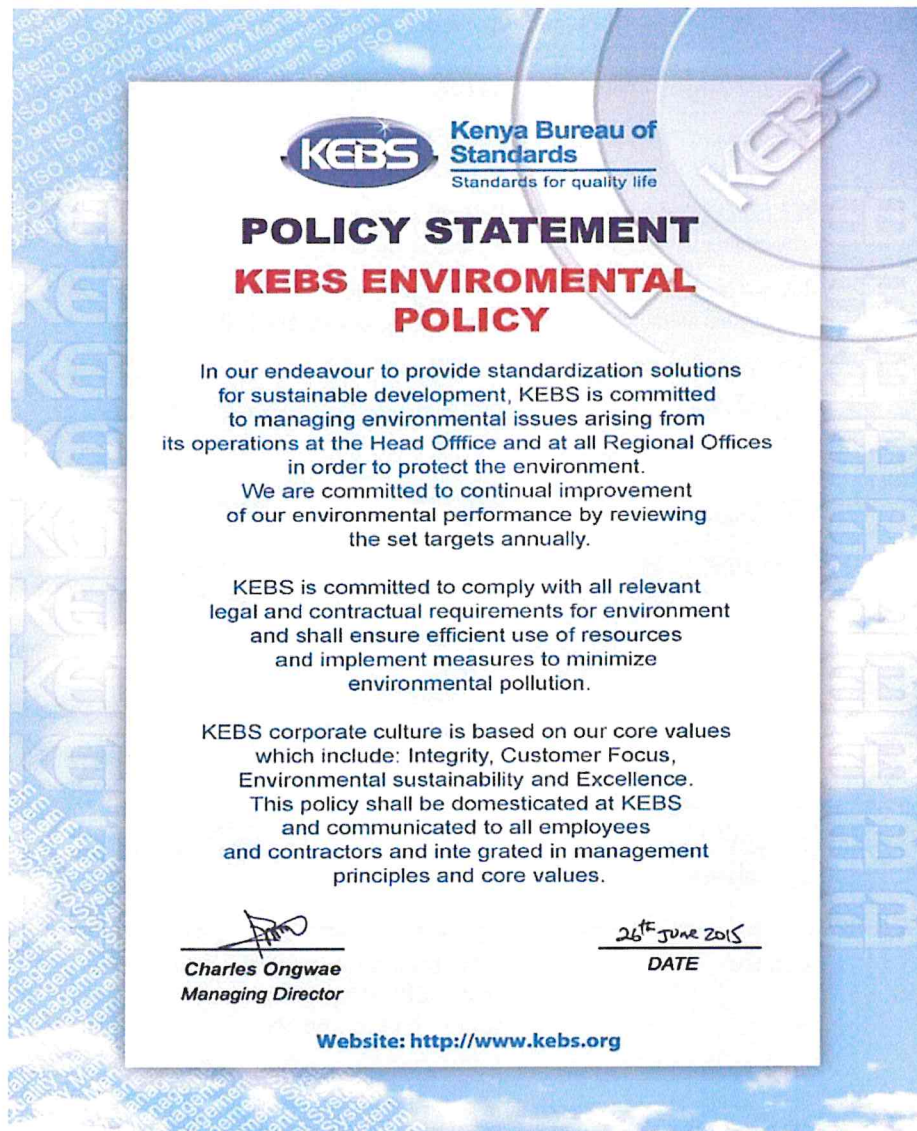 KEBS
Kenya Bureau of
Standards
Standards for quality life
KEBS
POLICY STATEMENT
KEBS ENVIROMENTAL
POLICY
In our endeavour to provide standardization solutions
for sustainable development, KEBS is committed
to managing environmental issues arising from
its operations at the Head Offfice and at all Regional Offices
in order to protect the environment.
We are committed to continual improvement
of our environmental performance by reviewing
the set targets annually.
KEBS is committed to comply with all relevant
legal and contractual requirements for environment
and shall ensure efficient use of resources
and implement measures to minimize
environmental pollution.
KEBS corporate culture is based on our core values
which include: Integrity, Customer Focus,
Environmental sustainability and Excellence.
This policy shall be domesticated at KEBS
and communicated to all employees
and contractors and inte grated in management
principles and core values.
26th June 2015
Charles Ongwae
DATE
Managing Director
Website: http://www.kebs.org